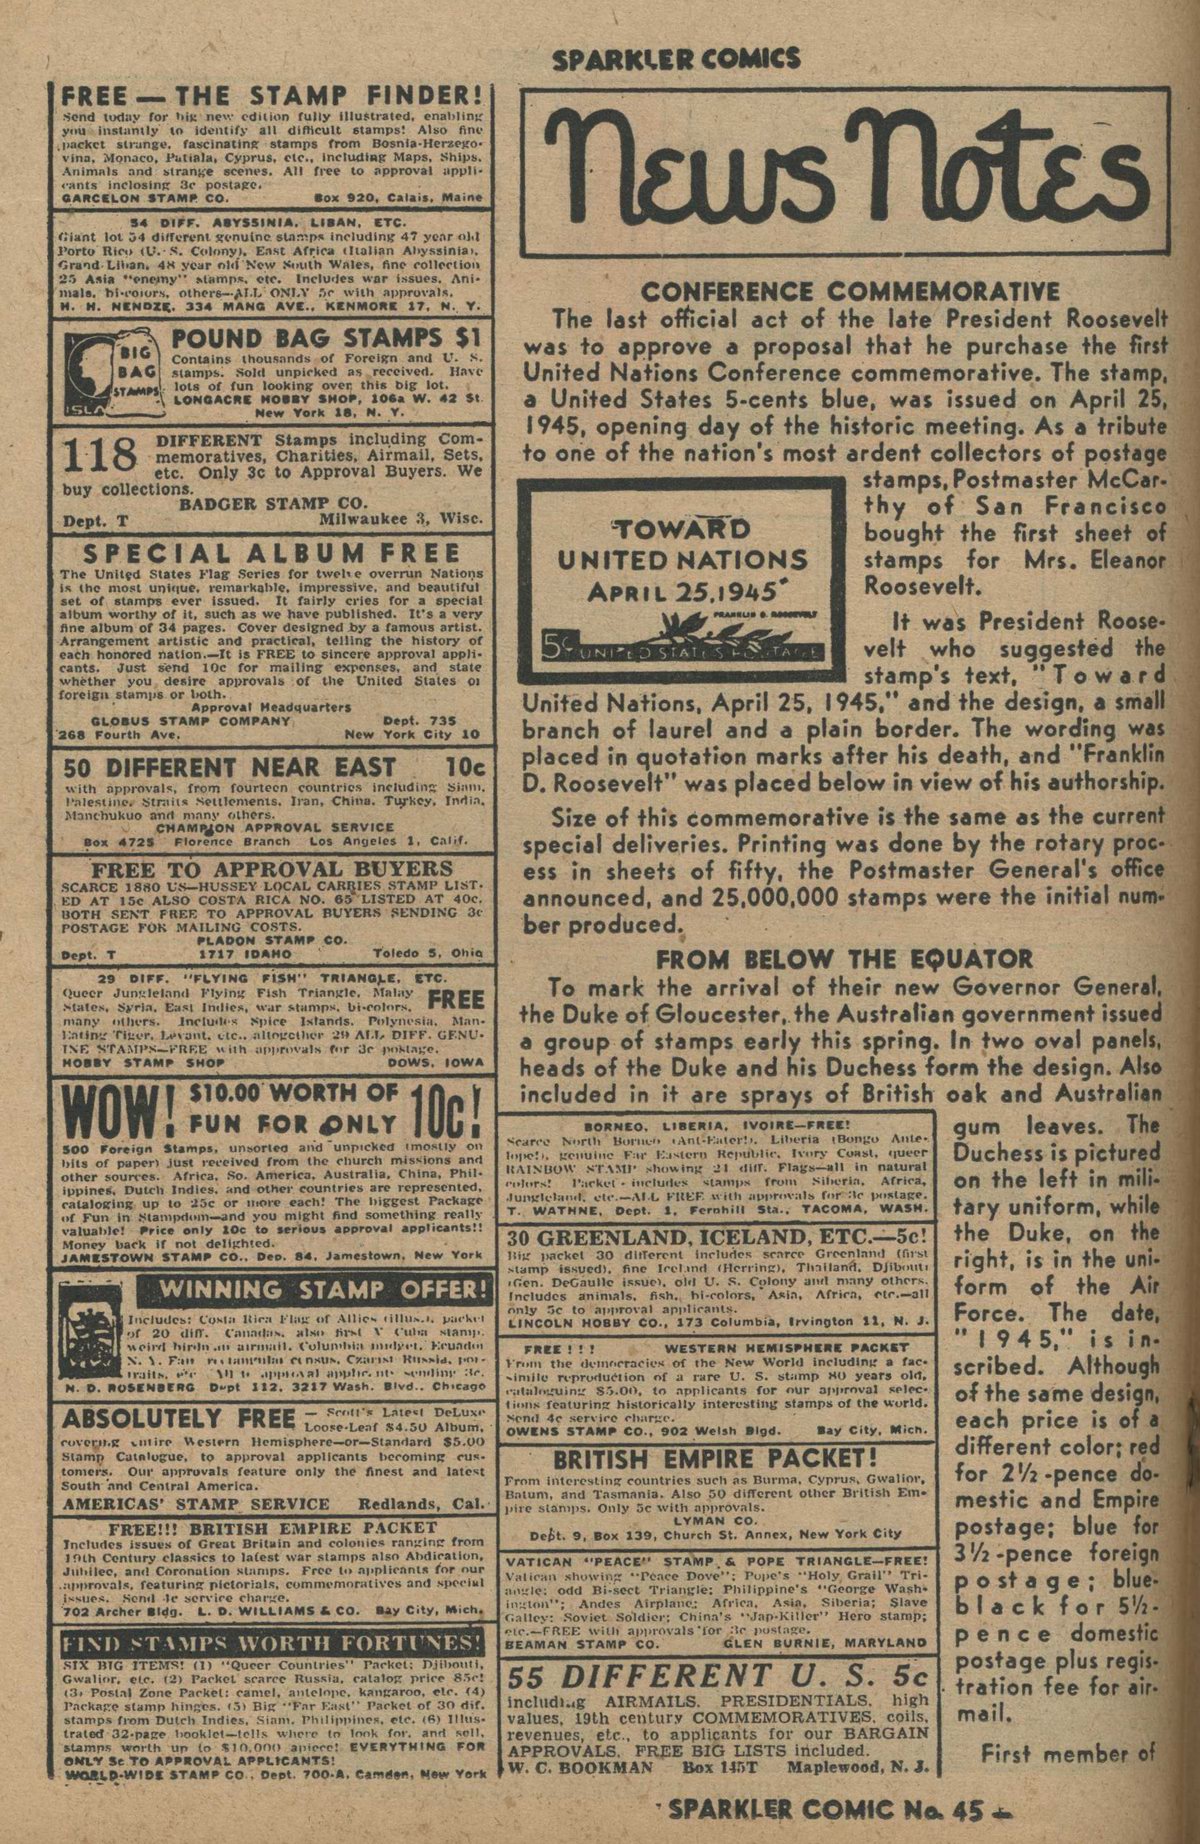 SPARKLER COMICS
FREE — THE STAMP FINDER!
Send today for big new edition fully illustrated, enabling
you instantly to identify all difficult stamps! Also fine
packet strange, fascinating stamps from Bosnia-Herzego-
vina, Monaco, Patiala, Cyprus, etc., including Maps, Ships,
Animals and strange scenes. All free to approval appli-
cants inclosing 3c postage.
GARCELON STAMP CO. Box 920, Calais, Maine
54 DIFF. ABYSSINIA, LIBAN, ETC.
Giant lot 54 different genuine stamps including 47 year old
Porto Rico (U. S. Colony), East Africa (Italian Abyssinia),
Grand Liban, 48 year old New South Wales, fine collection
25 Asia "enemy" stamps, etc. Includes war issues, Ani-
mals, bi-colors, others—ALL ONLY 5c with approvals.
H. H. NENDZE, 334 MANG AVE., KENMORE 17, N. Y.
BIG
BAG
STAMPS
ISLA
POUND BAG STAMPS $1
Contains thousands of Foreign and U. S.
stamps. Sold unpicked as received. Have
lots of fun looking over this big lot.
LONGACRE HOBBY SHOP, 106a W. 42 St.
New York 18, N. Y.
118 DIFFERENT Stamps including Com-
memoratives, Charities, Airmail, Sets,
etc. Only 3c to Approval Buyers. We
buy collections.
BADGER STAMP CO.
Dept. T Milwaukee 3, Wisc.
SPECIAL ALBUM FREE
The United States Flag Series for twelve overrun Nations
is the most unique, remarkable, impressive, and beautiful
set of stamps ever issued. It fairly cries for a special
album worthy of it, such as we have published. It's a very
fine album of 34 pages. Cover designed by a famous artist.
Arrangement artistic and practical, telling the history of
each honored nation.—It is FREE to sincere approval appli-
cants. Just send 10c for mailing expenses, and state
whether you desire approvals of the United States or
foreign stamps or both.
Approval Headquarters
GLOBUS STAMP COMPANY Dept. 735
268 Fourth Ave. New York City 10
50 DIFFERENT NEAR EAST 10c
with approvals, from fourteen countries including Siam,
Palestine, Straits Settlements, Iran, China, Turkey, India,
Manchukuo and many others.
CHAMPION APPROVAL SERVICE
Box 4725 Florence Branch Los Angeles 1, Calif.
FREE TO APPROVAL BUYERS
SCARCE 1880 US—HUSSEY LOCAL CARRIES STAMP LIST-
ED AT 15c ALSO COSTA RICA NO. 65 LISTED AT 40c.
BOTH SENT FREE TO APPROVAL BUYERS SENDING 3c
POSTAGE FOR MAILING COSTS.
PLADON STAMP CO.
Dept. T 1717 IDAHO Toledo 5, Ohio
29 DIFF. "FLYING FISH" TRIANGLE, ETC.
Queer Jungleland Flying Fish Triangle, Malay FREE
States, Syria, East Indies, war stamps, bi-colors,
many others. Includes Spice Islands, Polynesia, Man-
Eating Tiger, Levant, etc., altogether 29 ALL DIFF. GENU-
INE STAMPS—FREE with approvals for 3c postage.
HOBBY STAMP SHOP DOWS, IOWA
WOW! $10.00 WORTH OF
FUN FOR ONLY 10c!
500 Foreign Stamps, unsorted and unpicked (mostly on
bits of paper) just received from the church missions and
other sources. Africa, So. America, Australia, China, Phil-
ippines, Dutch Indies, and other countries are represented,
cataloging up to 25c or more each! The biggest Package
of Fun in Stampdom—and you might find something really
valuable! Price only 10c to serious approval applicants!!
Money back if not delighted.
JAMESTOWN STAMP CO., Dep. 84, Jamestown, New York
WINNING STAMP OFFER!
Includes: Costa Rica Flag of Allies (illus.), packet
of 20 diff. Canadas, also first V Cuba stamp,
weird birdman airmail, Columbia midget, Ecuador
N. Y. Fair rectangular census, Czarist Russia, por-
traits, etc. All to approval applicants sending 3c.
N. D. ROSENBERG Dept 112, 3217 Wash. Blvd., Chicago
ABSOLUTELY FREE — Scott's Latest DeLuxe
Loose-Leaf $4.50 Album,
covering entire Western Hemisphere—or—Standard $5.00
Stamp Catalogue, to approval applicants becoming cus-
tomers. Our approvals feature only the finest and latest
South and Central America.
AMERICAS' STAMP SERVICE Redlands, Cal.
FREE!!! BRITISH EMPIRE PACKET
Includes issues of Great Britain and colonies ranging from
19th Century classics to latest war stamps also Abdication,
Jubilee, and Coronation stamps. Free to applicants for our
approvals, featuring pictorials, commemoratives and special
issues. Send 4c service charge.
702 Archer Bldg. L. D. WILLIAMS & CO. Bay City, Mich.
FIND STAMPS WORTH FORTUNES!
SIX BIG ITEMS! (1) "Queer Countries" Packet; Djibouti,
Gwalior, etc. (2) Packet scarce Russia, catalog price 85c!
(3) Postal Zone Packet: camel, antelope, kangaroo, etc. (4)
Package stamp hinges. (5) Big "Far East" Packet of 30 dif.
stamps from Dutch Indies, Siam, Philippines, etc. (6) Illus-
trated 32-page booklet tells where to look for, and sell,
stamps worth up to $10,000 apiece! EVERYTHING FOR
ONLY 5c TO APPROVAL APPLICANTS!
WORLD-WIDE STAMP CO., Dept. 700-A, Camden, New York
News Notes
CONFERENCE COMMEMORATIVE
The last official act of the late President Roosevelt
was to approve a proposal that he purchase the first
United Nations Conference commemorative. The stamp,
a United States 5-cents blue, was issued on April 25,
1945, opening day of the historic meeting. As a tribute
to one of the nation's most ardent collectors of postage
stamps, Postmaster McCar-
thy of San Francisco
bought the first sheet of
stamps for Mrs. Eleanor
Roosevelt.
TOWARD
UNITED NATIONS
APRIL 25, 1945
FRANKLIN D. ROOSEVELT
5c UNITED STATES POSTAGE
It was President Roose-
velt who suggested the
stamp's text, "Toward
United Nations, April 25, 1945," and the design, a small
branch of laurel and a plain border. The wording was
placed in quotation marks after his death, and "Franklin
D. Roosevelt" was placed below in view of his authorship.
Size of this commemorative is the same as the current
special deliveries. Printing was done by the rotary proc-
ess in sheets of fifty, the Postmaster General's office
announced, and 25,000,000 stamps were the initial num-
ber produced.
FROM BELOW THE EQUATOR
To mark the arrival of their new Governor General,
the Duke of Gloucester, the Australian government issued
a group of stamps early this spring. In two oval panels,
heads of the Duke and his Duchess form the design. Also
included in it are sprays of British oak and Australian
gum leaves. The
Duchess is pictured
on the left in mili-
tary uniform, while
the Duke, on the
right, is in the uni-
form of the Air
Force. The date,
"1945," is in-
scribed. Although
of the same design,
each price is of a
different color; red
for 2½-pence do-
mestic and Empire
postage; blue for
3½-pence foreign
postage; blue-
black for 5½-
pence domestic
postage plus regis-
tration fee for air-
mail.
First member of
BORNEO, LIBERIA, IVOIRE—FREE!
Scarce North Borneo (Ant-Eater!), Liberia (Bongo Ante-
lope!), genuine Far Eastern Republic, Ivory Coast, queer
RAINBOW STAMP showing 21 diff. Flags—all in natural
colors! Packet includes stamps from Siberia, Africa,
Jungleland, etc.—ALL FREE with approvals for 3c postage.
T. WATHNE, Dept. 1, Fernhill Sta., TACOMA, WASH.
30 GREENLAND, ICELAND, ETC.—5c!
Big packet 30 different includes scarce Greenland (first
stamp issued), fine Iceland (Herring), Thailand, Djibouti
(Gen. DeGaulle issue), old U. S. Colony and many others.
Includes animals, fish, bi-colors, Asia, Africa, etc.—all
only 5c to approval applicants.
LINCOLN HOBBY CO., 173 Columbia, Irvington 11, N. J.
FREE!!! WESTERN HEMISPHERE PACKET
From the democracies of the New World including a fac-
simile reproduction of a rare U. S. stamp 80 years old,
cataloguing $5.00, to applicants for our approval selec-
tions featuring historically interesting stamps of the world.
Send 4c service charge.
OWENS STAMP CO., 902 Welsh Blgd. Bay City, Mich.
BRITISH EMPIRE PACKET!
From interesting countries such as Burma, Cyprus, Gwalior,
Batum, and Tasmania. Also 50 different other British Em-
pire stamps. Only 5c with approvals.
LYMAN CO.
Dept. 9, Box 139, Church St. Annex, New York City
VATICAN "PEACE" STAMP & POPE TRIANGLE—FREE!
Vatican showing "Peace Dove"; Pope's "Holy Grail" Tri-
angle; odd Bi-sect Triangle; Philippine's "George Wash-
ington"; Andes Airplane; Africa, Asia, Siberia; Slave
Galley; Soviet Soldier; China's "Jap-Killer" Hero stamp;
etc.—FREE with approvals for 3c postage.
BEAMAN STAMP CO. GLEN BURNIE, MARYLAND
55 DIFFERENT U. S. 5c
including AIRMAILS, PRESIDENTIALS, high
values, 19th century COMMEMORATIVES, coils,
revenues, etc., to applicants for our BARGAIN
APPROVALS. FREE BIG LISTS included.
W. C. BOOKMAN Box 145T Maplewood, N. J.
SPARKLER COMIC No. 45